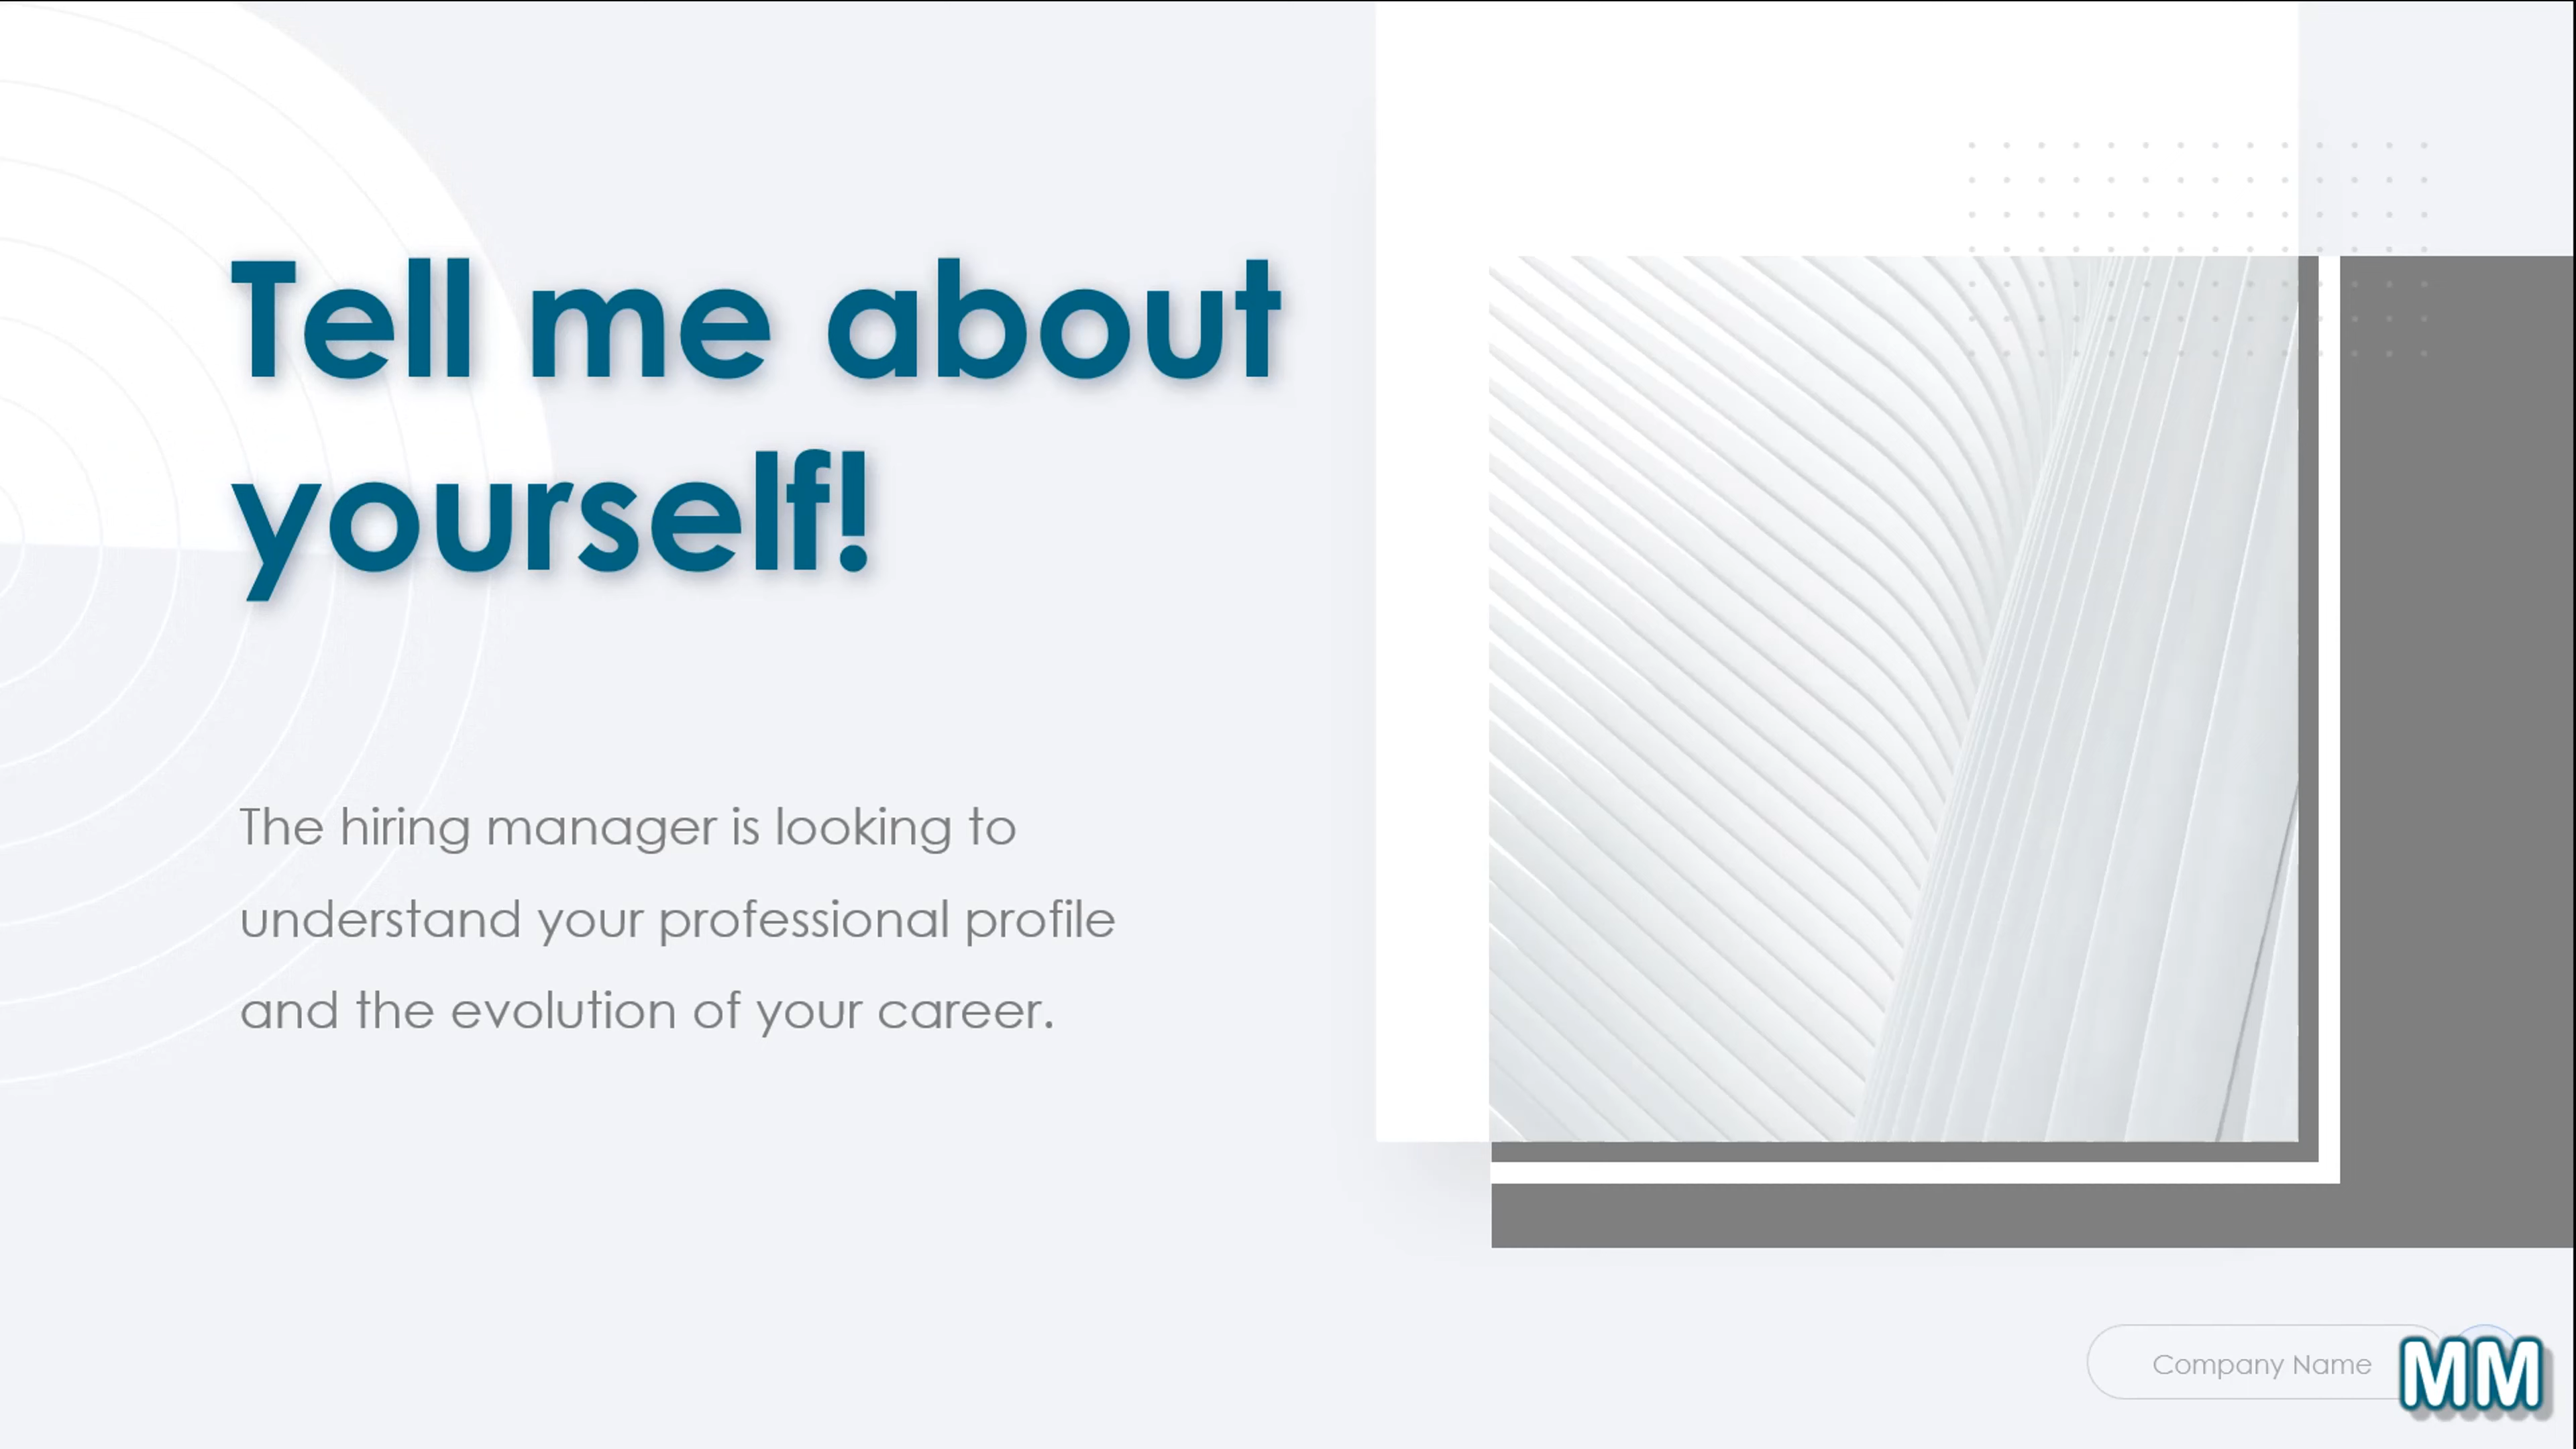 Tell me about
yourself!
The hiring manager is looking to
understand your professional profile
and the evolution of your career.
Company Name
MM